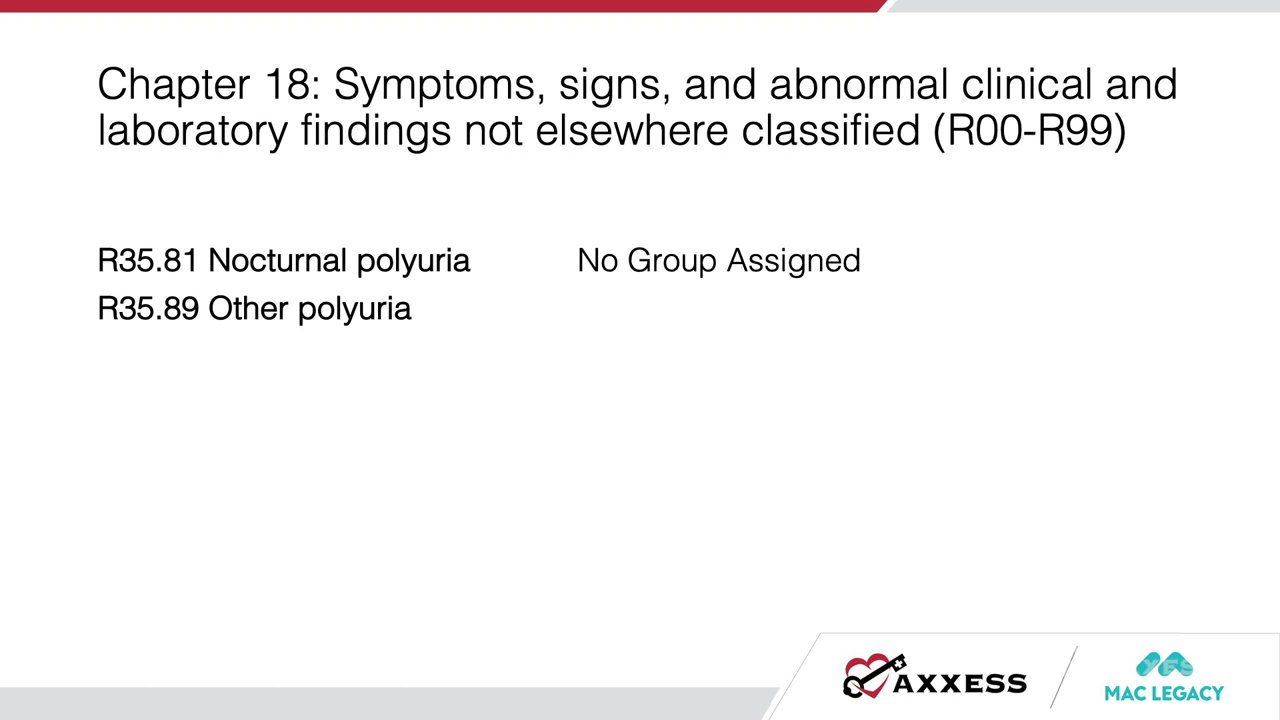 Chapter 18: Symptoms, signs, and abnormal clinical and
laboratory findings not elsewhere classified (R00-R99)
R35.81 Nocturnal polyuria No Group Assigned
R35.89 Other polyuria
AXXESS
MAC LEGACY